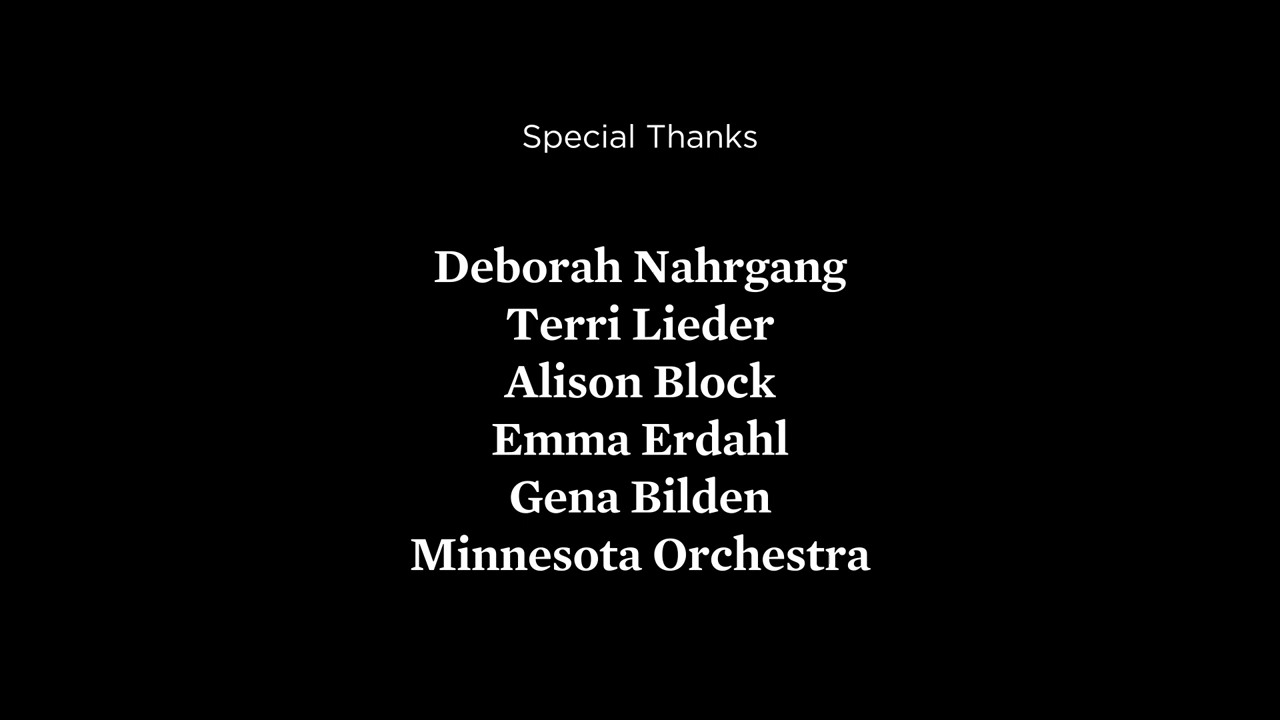 Special Thanks
Deborah Nahrgang
Terri Lieder
Alison Block
Emma Erdahl
Gena Bilden
Minnesota Orchestra